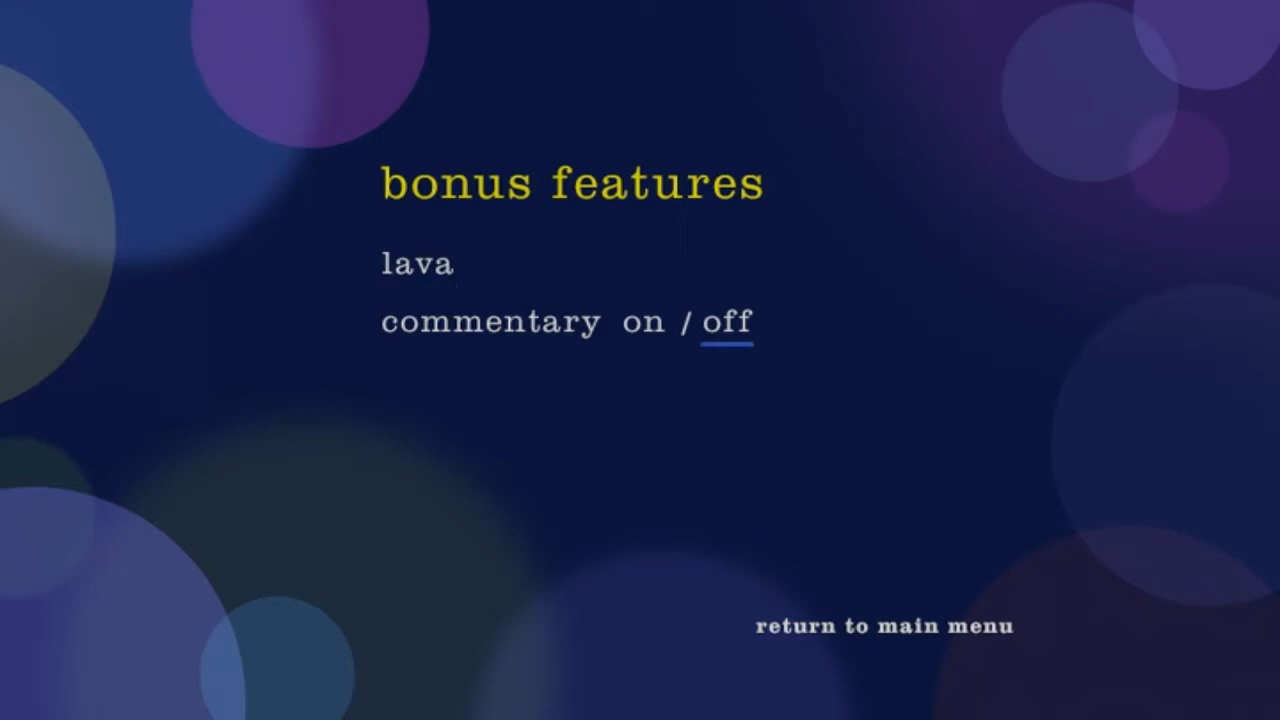 bonus features
lava
commentary on / off
return to main menu